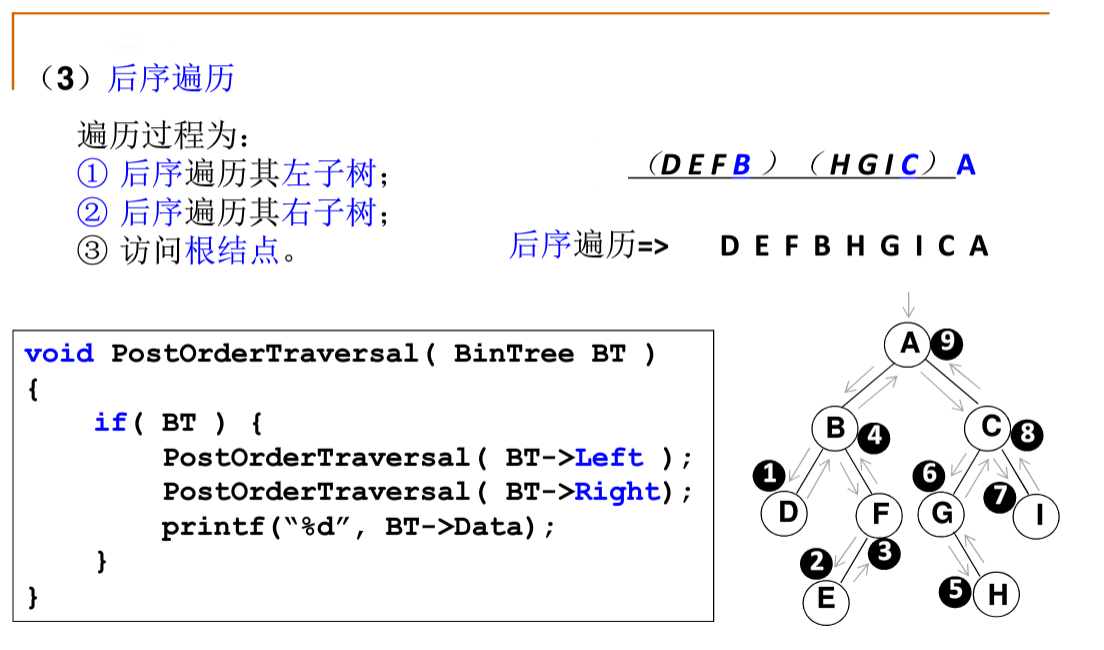 （3）后序遍历
遍历过程为:
① 后序遍历其左子树;
② 后序遍历其右子树;
③ 访问根结点。
（D E F B ） （ H G I C ） A
后序遍历=> D E F B H G I C A
void PostOrderTraversal( BinTree BT )
{
if( BT ) {
PostOrderTraversal( BT->Left );
PostOrderTraversal( BT->Right);
printf(“%d”, BT->Data);
}
}
A 9
B 4 C 8
1 6 7
D F G I
2 3 5
E H